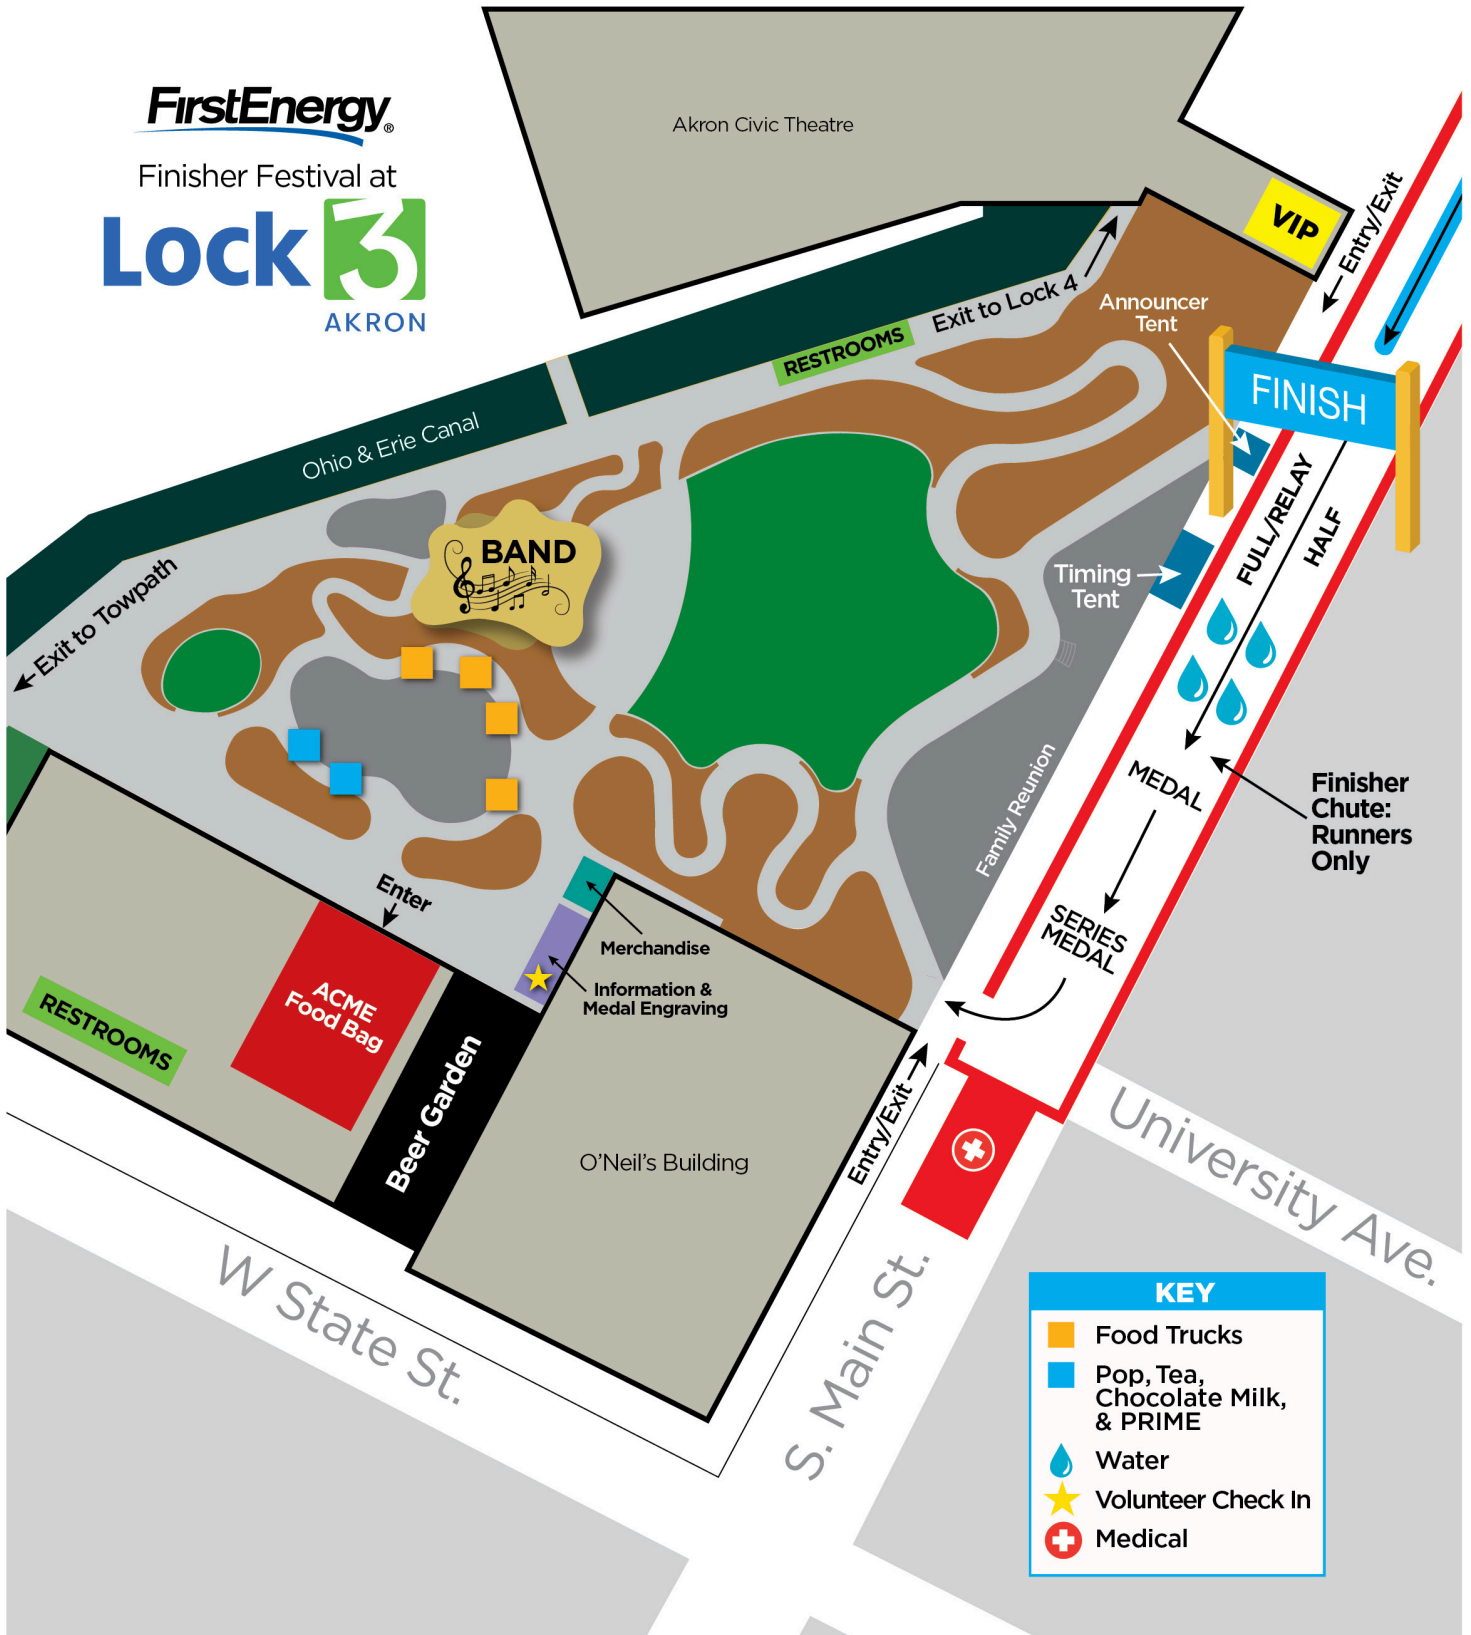 FirstEnergy®
Finisher Festival at
Lock 3
AKRON
Akron Civic Theatre
VIP
Entry/Exit
Exit to Lock 4
Announcer
Tent
RESTROOMS
FINISH
Ohio & Erie Canal
FULL/RELAY
HALF
BAND
Exit to Towpath
Timing
Tent
MEDAL
Finisher
Chute:
Runners
Only
Family Reunion
Enter
SERIES
MEDAL
Merchandise
Information &
Medal Engraving
ACME
Food Bag
RESTROOMS
Beer Garden
Entry/Exit
O'Neil's Building
University Ave.
W State St.
S. Main St.
KEY
Food Trucks
Pop, Tea,
Chocolate Milk,
& PRIME
Water
Volunteer Check In
Medical